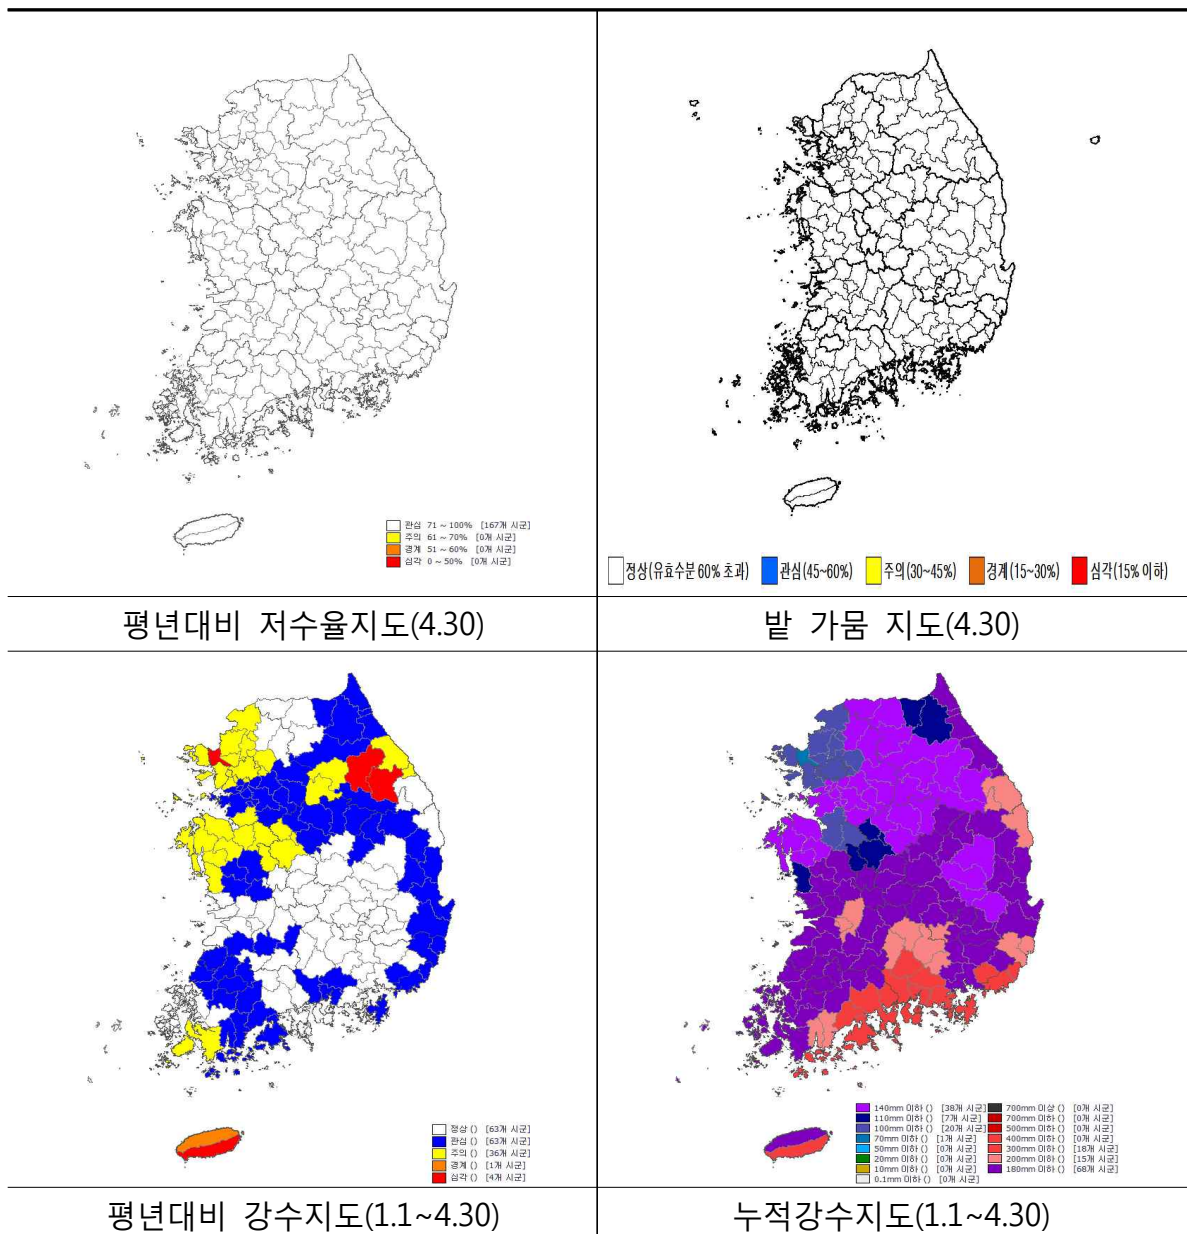 관심 71 ~ 100% [167개 시군]
주의 61 ~ 70% [0개 시군]
경계 51 ~ 60% [0개 시군]
심각 0 ~ 50% [0개 시군]
정상(유효수분 60% 초과) 관심(45~60%) 주의(30~45%) 경계(15~30%) 심각(15% 이하)
평년대비 저수율지도(4.30)
밭 가뭄 지도(4.30)
정상 () [63개 시군]
관심 () [63개 시군]
주의 () [36개 시군]
경계 () [1개 시군]
심각 () [4개 시군]
140mm 이하 () [38개 시군] 700mm 이상 () [0개 시군]
110mm 이하 () [7개 시군] 700mm 이하 () [0개 시군]
100mm 이하 () [20개 시군] 500mm 이하 () [0개 시군]
70mm 이하 () [1개 시군] 400mm 이하 () [0개 시군]
50mm 이하 () [0개 시군] 300mm 이하 () [18개 시군]
20mm 이하 () [0개 시군] 200mm 이하 () [15개 시군]
10mm 이하 () [0개 시군] 180mm 이하 () [68개 시군]
0.1mm 이하 () [0개 시군]
평년대비 강수지도(1.1~4.30)
누적강수지도(1.1~4.30)